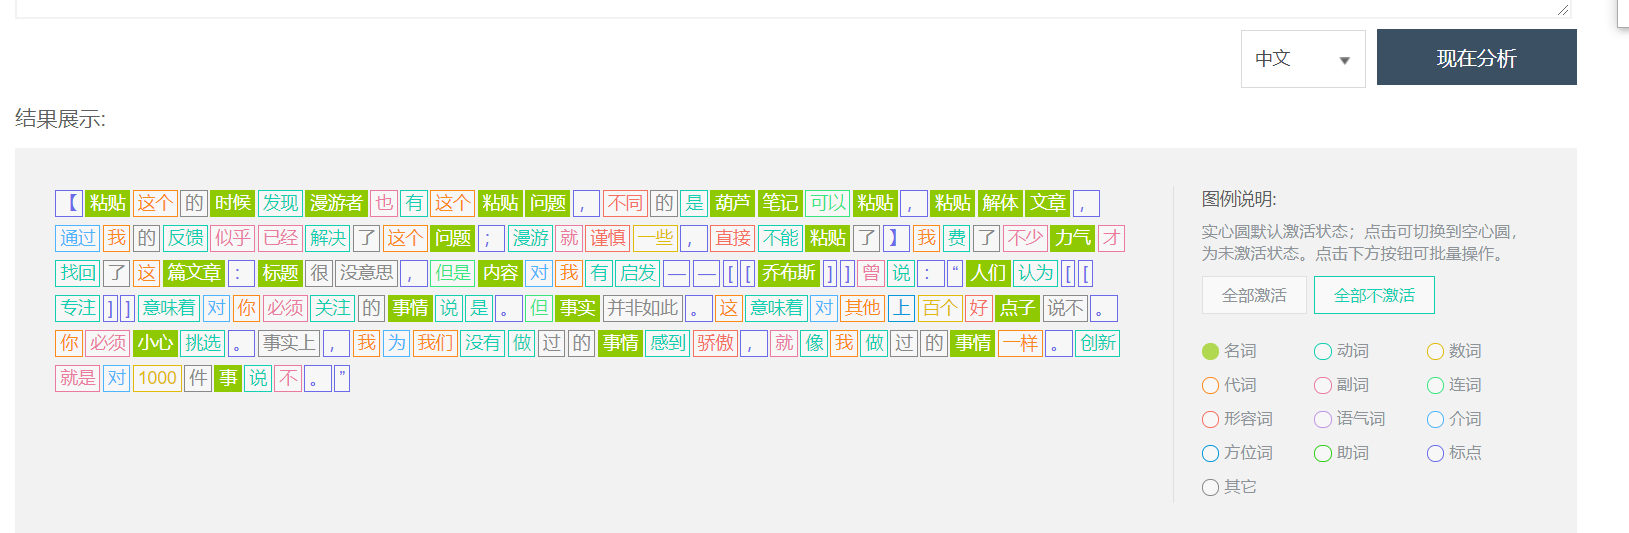 中文
现在分析
结果展示:
【 粘贴 这个 的 时候 发现 漫游者 也 有 这个 粘贴 问题 ， 不同 的 是 葫芦 笔记 可以 粘贴 ， 粘贴 解体 文章 ，
通过 我 的 反馈 似乎 已经 解决 了 这个 问题 ； 漫游 就 谨慎 一些 ， 直接 不能 粘贴 了 】 我 费 了 不少 力气 才
找回 了 这 篇文章 ： 标题 很 没意思 ， 但是 内容 对 我 有 启发 — — [ [ 乔布斯 ] ] 曾 说 ： “ 人们 认为 [ [
专注 ] ] 意味着 对 你 必须 关注 的 事情 说 是 。 但 事实 并非如此 。 这 意味着 对 其他 上 百个 好 点子 说不 。
你 必须 小心 挑选 。 事实上 ， 我 为 我们 没有 做 过 的 事情 感到 骄傲 ， 就 像 我 做 过 的 事情 一样 。 创新
就是 对 1000 件 事 说 不 。 ”
图例说明:
实心圆默认激活状态；点击可切换到空心圆，
为未激活状态。点击下方按钮可批量操作。
全部激活 全部不激活
名词 动词 数词
代词 副词 连词
形容词 语气词 介词
方位词 助词 标点
其它